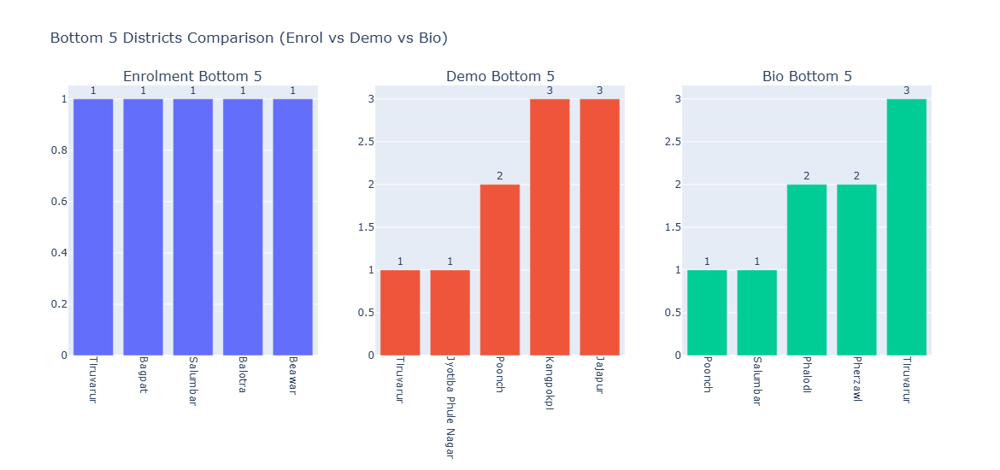 Bottom 5 Districts Comparison (Enrol vs Demo vs Bio)
Enrolment Bottom 5
1 1 1 1 1
1
0.8
0.6
0.4
0.2
0
Tiruvarur
Bagpat
Salumbar
Balotra
Beawar
Demo Bottom 5
1 1 2 3 3
3
2.5
2
1.5
1
0.5
0
Tiruvarur
Jyotiba Phule Nagar
Poonch
Kangpokpi
Jajapur
Bio Bottom 5
1 1 2 2 3
3
2.5
2
1.5
1
0.5
0
Poonch
Salumbar
Phalodi
Pherzawl
Tiruvarur